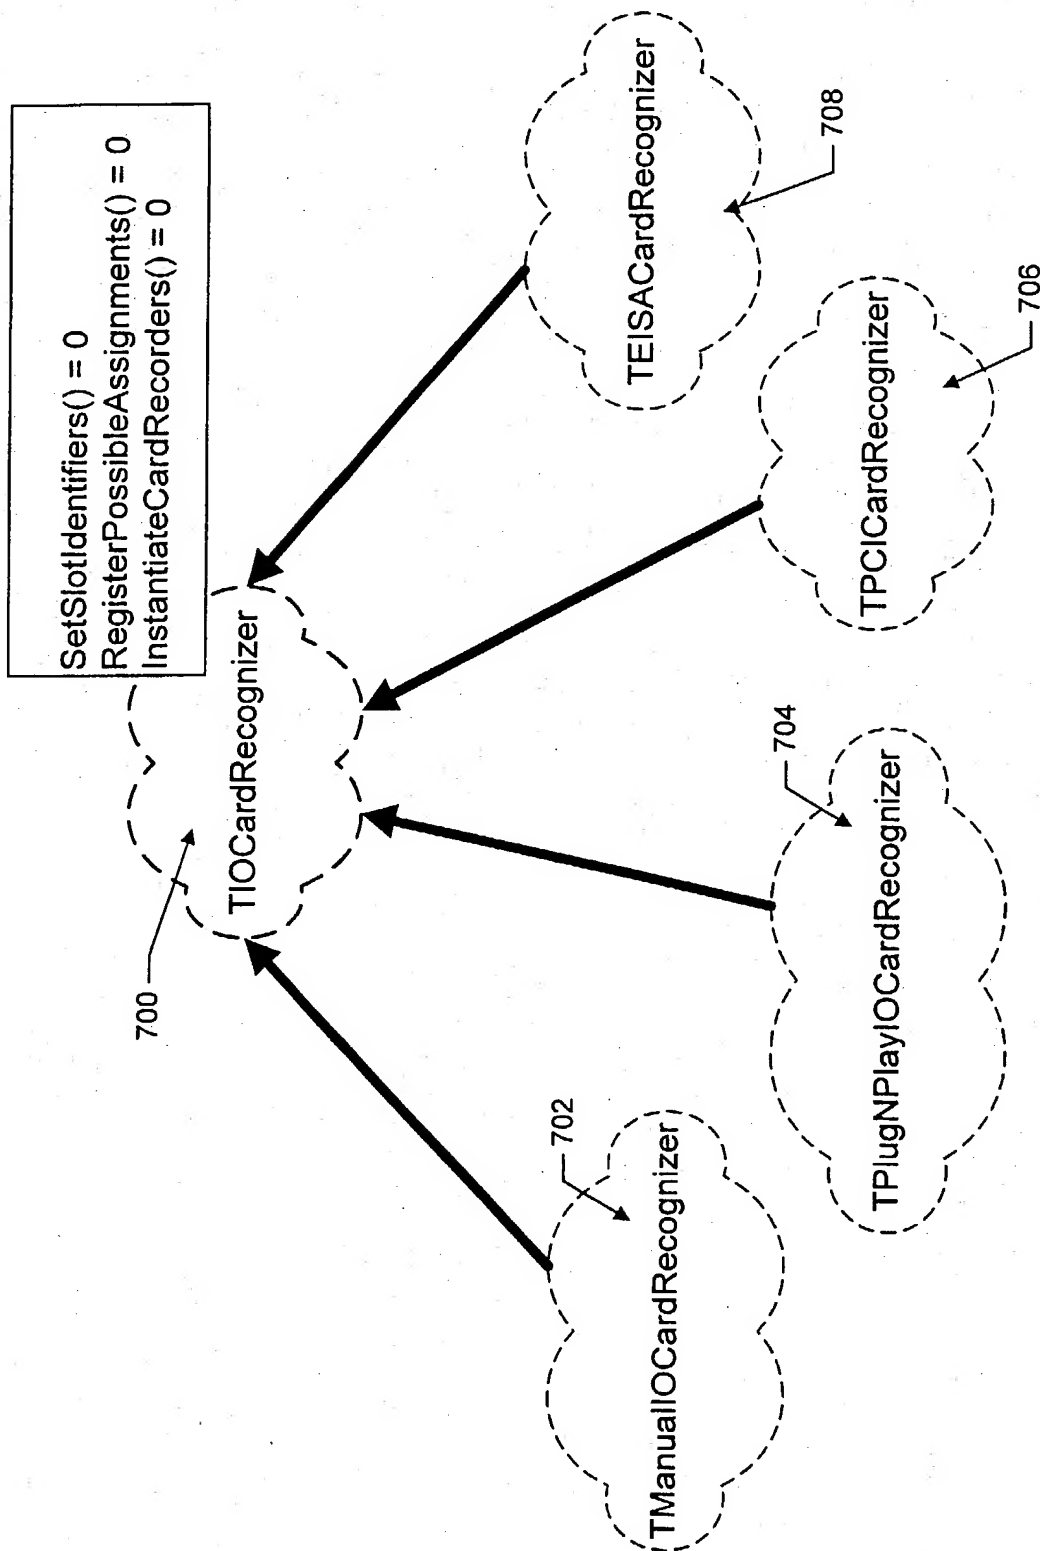 SetSlotIdentifiers() = 0
RegisterPossibleAssignments() = 0
InstantiateCardRecorders() = 0
700
TIOCardRecognizer
702
TManualIOCardRecognizer
704
TPlugNPlayIOCardRecognizer
TPCICardRecognizer
706
TEISACardRecognizer
708